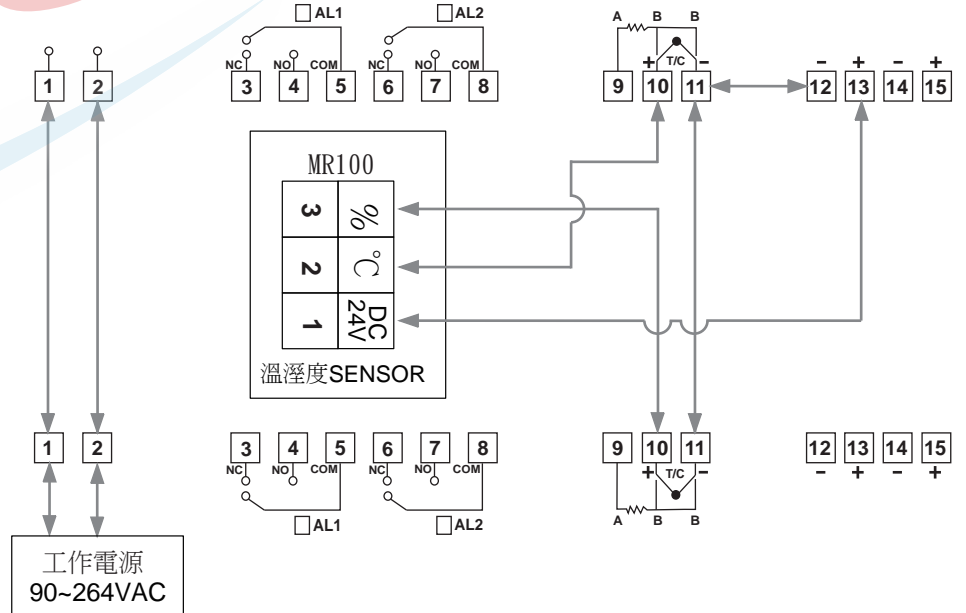 AL1 AL2
A B B
NC NO COM NC NO + T/C − − + − +
1 2 3 4 5 6 7 8 9 10 11 12 13 14 15
MR100
3 %
2 °C
1 DC 24V
溫溼度SENSOR
1 2 3 4 5 6 7 8 9 10 11 12 13 14 15
NC NO COM NC NO + T/C − − + − +
AL1 AL2
A B B
工作電源
90~264VAC